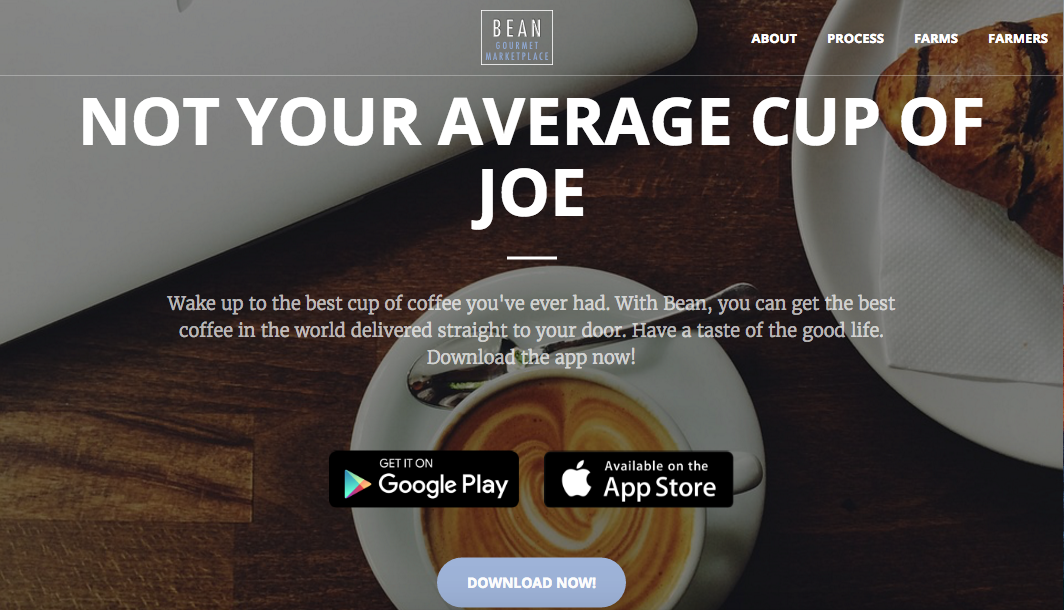 BEAN
GOURMET
MARKETPLACE
ABOUT PROCESS FARMS FARMERS
NOT YOUR AVERAGE CUP OF
JOE
Wake up to the best cup of coffee you've ever had. With Bean, you can get the best
coffee in the world delivered straight to your door. Have a taste of the good life.
Download the app now!
GET IT ON
Google Play
Available on the
App Store
DOWNLOAD NOW!